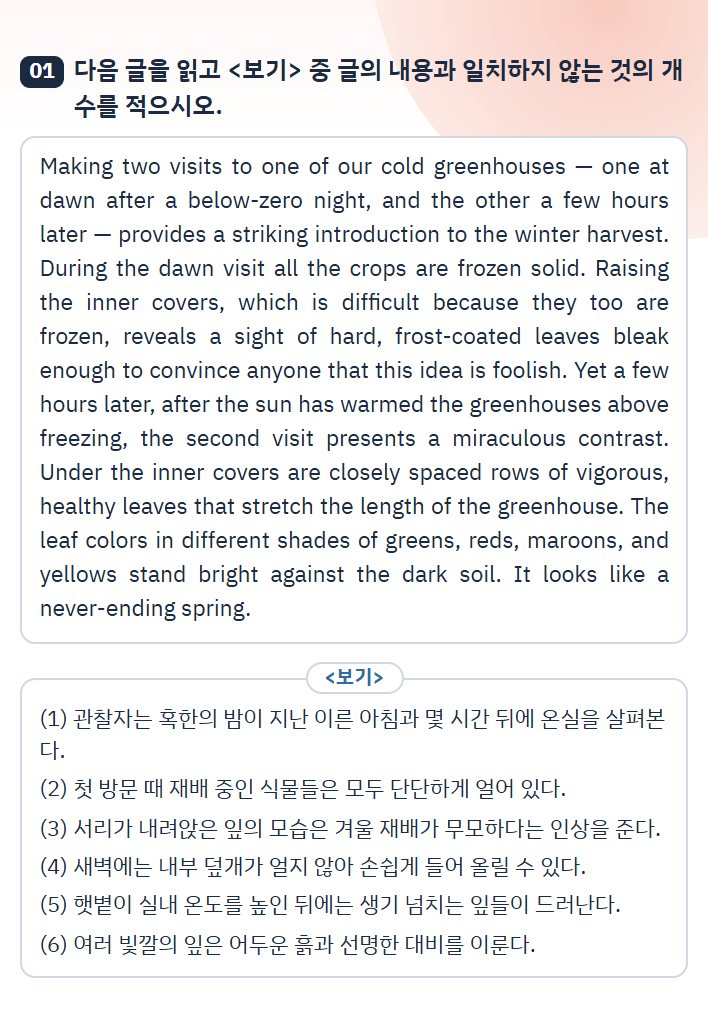 01 다음 글을 읽고 <보기> 중 글의 내용과 일치하지 않는 것의 개
수를 적으시오.
Making two visits to one of our cold greenhouses — one at
dawn after a below-zero night, and the other a few hours
later — provides a striking introduction to the winter harvest.
During the dawn visit all the crops are frozen solid. Raising
the inner covers, which is difficult because they too are
frozen, reveals a sight of hard, frost-coated leaves bleak
enough to convince anyone that this idea is foolish. Yet a few
hours later, after the sun has warmed the greenhouses above
freezing, the second visit presents a miraculous contrast.
Under the inner covers are closely spaced rows of vigorous,
healthy leaves that stretch the length of the greenhouse. The
leaf colors in different shades of greens, reds, maroons, and
yellows stand bright against the dark soil. It looks like a
never-ending spring.
<보기>
(1) 관찰자는 혹한의 밤이 지난 이른 아침과 몇 시간 뒤에 온실을 살펴본
다.
(2) 첫 방문 때 재배 중인 식물들은 모두 단단하게 얼어 있다.
(3) 서리가 내려앉은 잎의 모습은 겨울 재배가 무모하다는 인상을 준다.
(4) 새벽에는 내부 덮개가 얼지 않아 손쉽게 들어 올릴 수 있다.
(5) 햇볕이 실내 온도를 높인 뒤에는 생기 넘치는 잎들이 드러난다.
(6) 여러 빛깔의 잎은 어두운 흙과 선명한 대비를 이룬다.